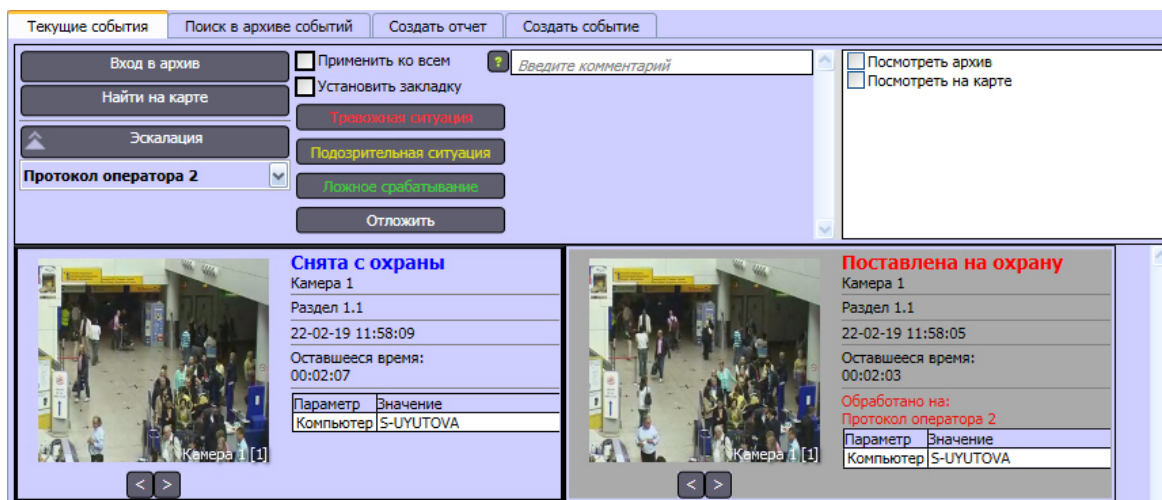 Текущие события
Поиск в архиве событий
Создать отчет
Создать событие
Вход в архив
Найти на карте
Эскалация
Протокол оператора 2
Применить ко всем
Установить закладку
Тревожная ситуация
Подозрительная ситуация
Ложное срабатывание
Отложить
?
Введите комментарий
Посмотреть архив
Посмотреть на карте
Снята с охраны
Камера 1
Раздел 1.1
22-02-19 11:58:09
Оставшееся время:
00:02:07
Параметр Значение
Компьютер S-UYUTOVA
Камера 1 [1]
< >
Поставлена на охрану
Камера 1
Раздел 1.1
22-02-19 11:58:05
Оставшееся время:
00:02:03
Обработано на:
Протокол оператора 2
Параметр Значение
Компьютер S-UYUTOVA
Камера 1 [1]
< >